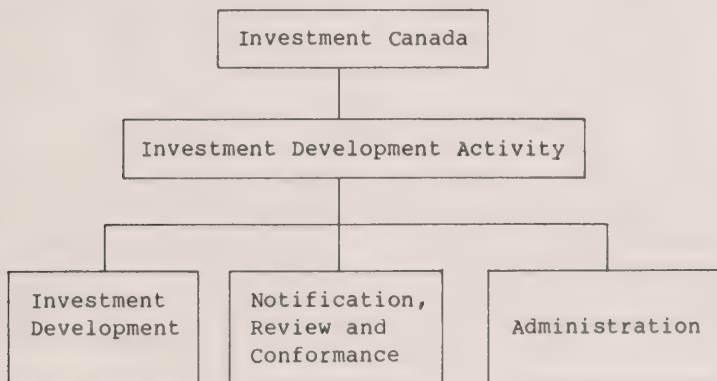 Investment Canada
Investment Development Activity
Investment
Development
Notification,
Review and
Conformance
Administration